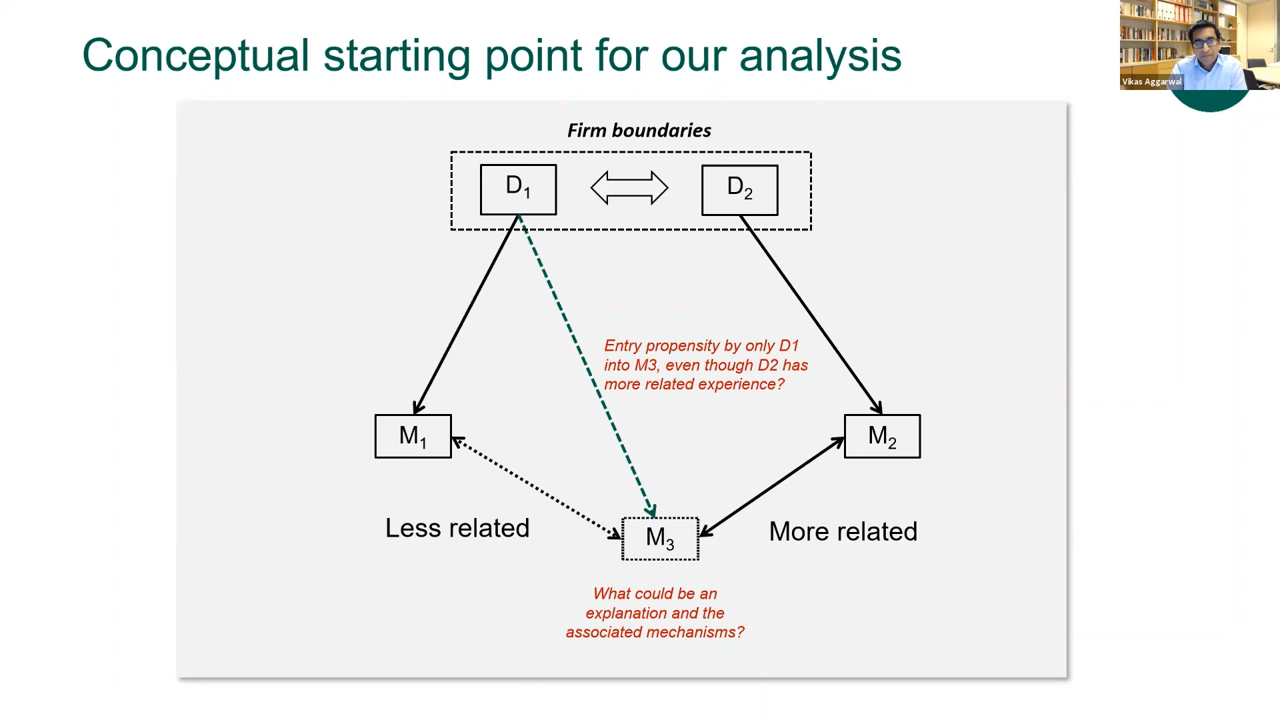 Conceptual starting point for our analysis
Vikas Aggarwal
Firm boundaries
D1
D2
Entry propensity by only D1
into M3, even though D2 has
more related experience?
M1
M2
Less related
M3
More related
What could be an
explanation and the
associated mechanisms?